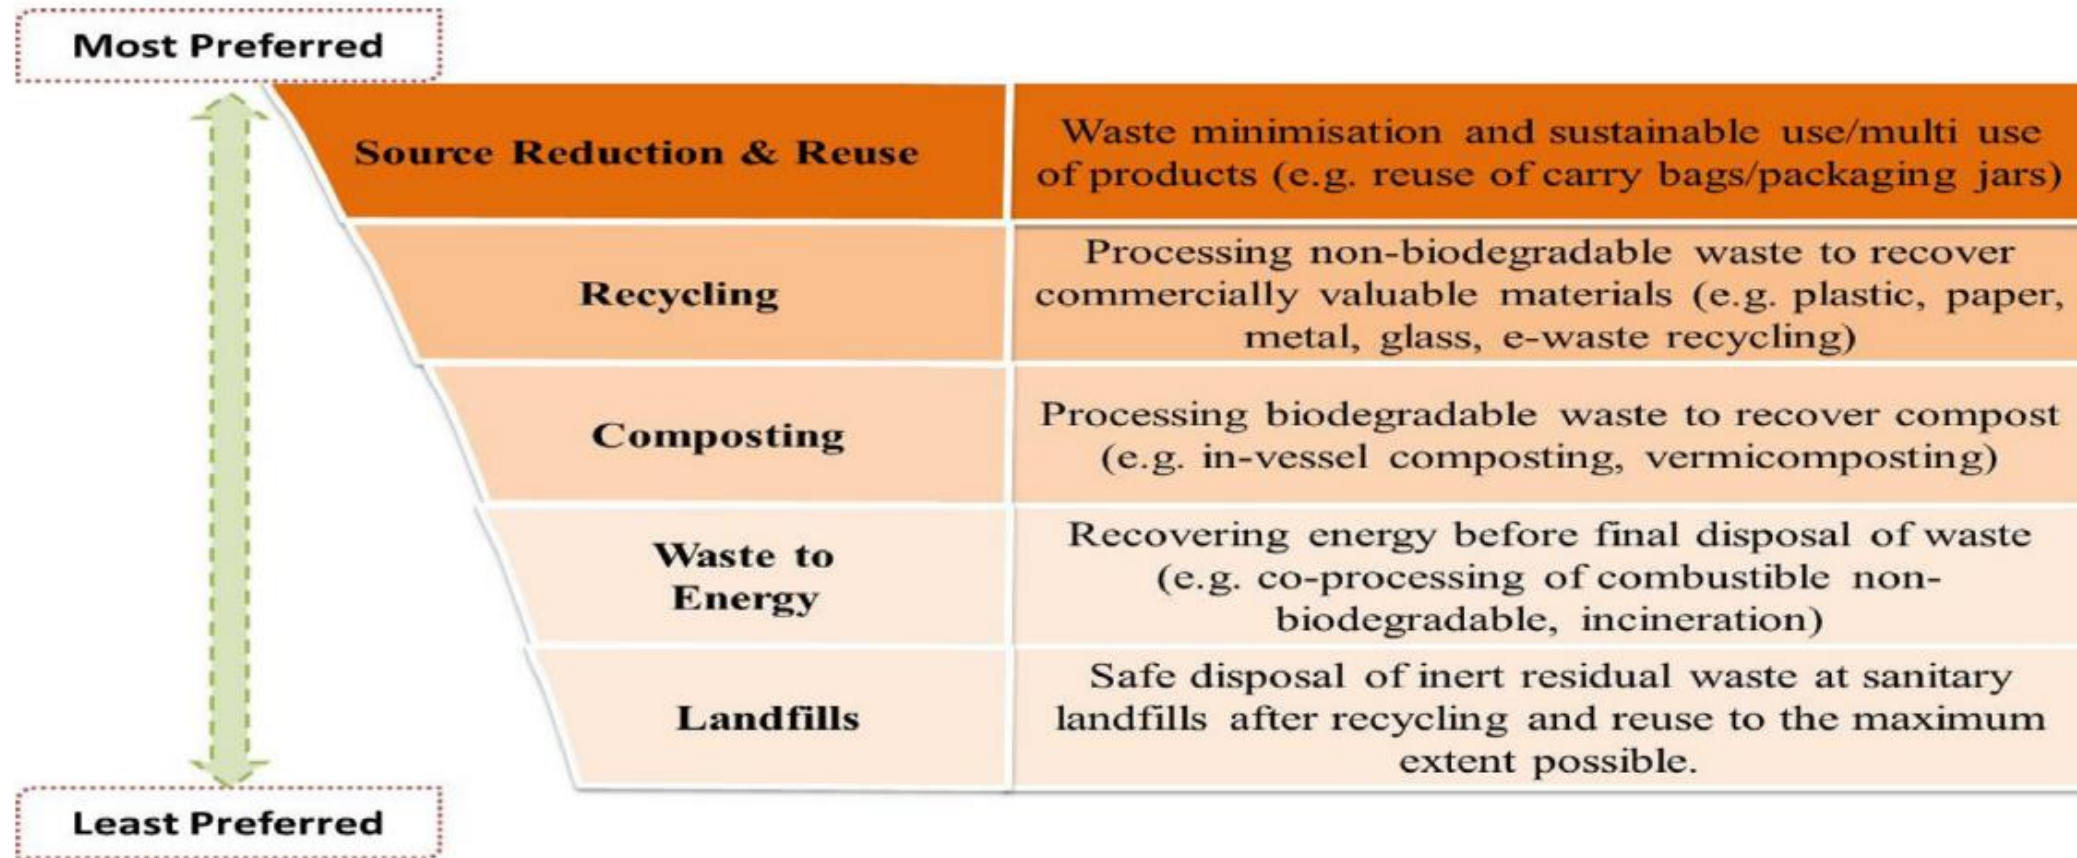 Most Preferred
Source Reduction & Reuse
Waste minimisation and sustainable use/multi use
of products (e.g. reuse of carry bags/packaging jars)
Recycling
Processing non-biodegradable waste to recover
commercially valuable materials (e.g. plastic, paper,
metal, glass, e-waste recycling)
Composting
Processing biodegradable waste to recover compost
(e.g. in-vessel composting, vermicomposting)
Waste to
Energy
Recovering energy before final disposal of waste
(e.g. co-processing of combustible non-
biodegradable, incineration)
Landfills
Safe disposal of inert residual waste at sanitary
landfills after recycling and reuse to the maximum
extent possible.
Least Preferred